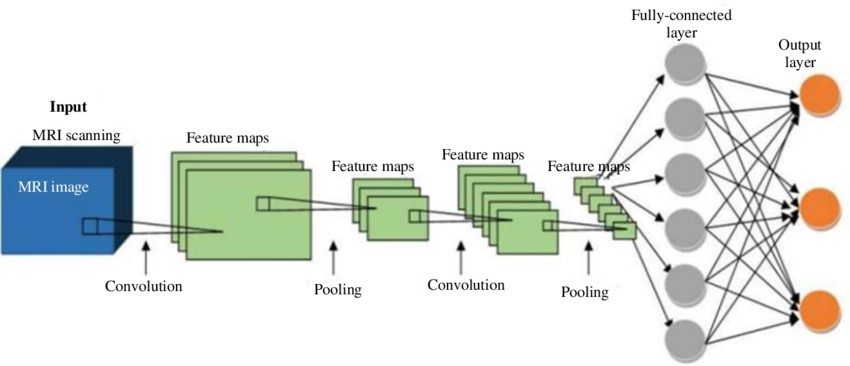 Input
MRI scanning
MRI image
Convolution
Feature maps
Pooling
Feature maps
Convolution
Feature maps
Pooling
Feature maps
Fully-connected
layer
Output
layer